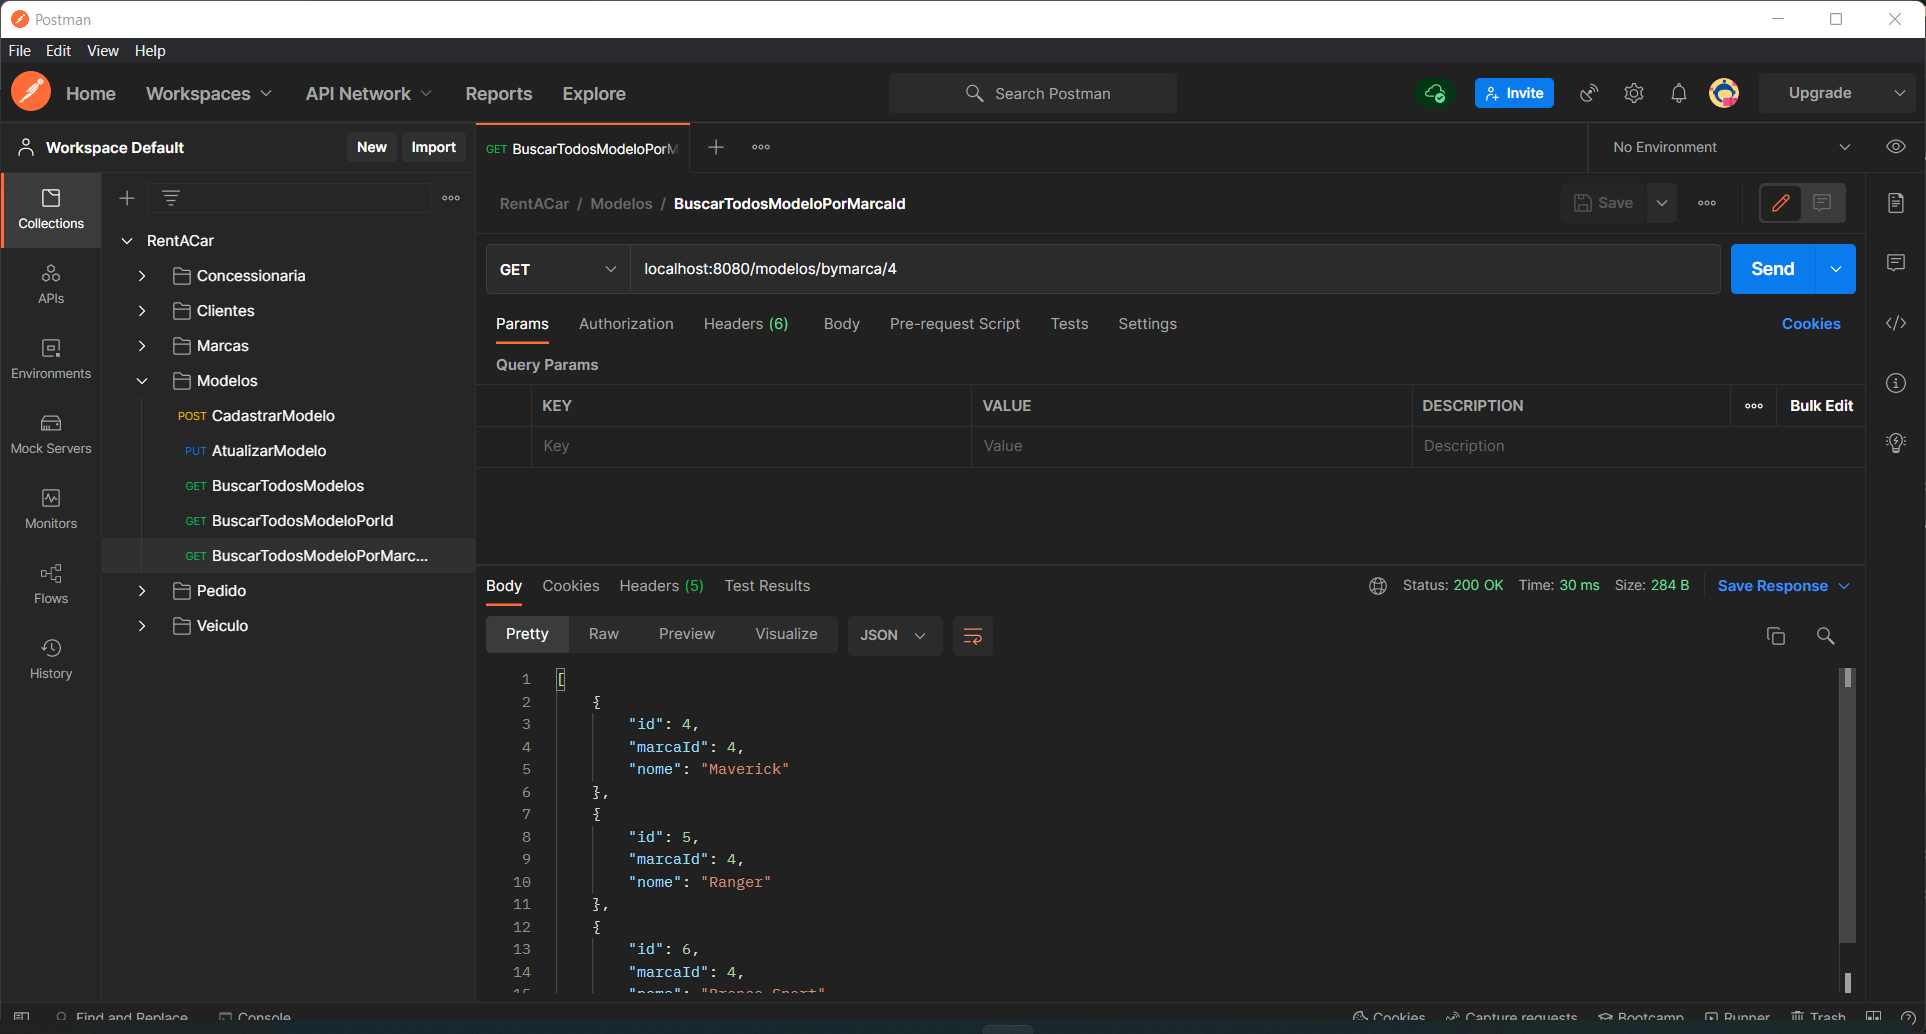 Postman
File Edit View Help
Home Workspaces API Network Reports Explore Search Postman Invite Upgrade
Workspace Default New Import GET BuscarTodosModeloPorM No Environment
RentACar / Modelos / BuscarTodosModeloPorMarcaId Save
Collections
APIs
Environments
Mock Servers
Monitors
Flows
History
RentACar
Concessionaria
Clientes
Marcas
Modelos
POST CadastrarModelo
PUT AtualizarModelo
GET BuscarTodosModelos
GET BuscarTodosModeloPorId
GET BuscarTodosModeloPorMarc...
Pedido
Veiculo
GET localhost:8080/modelos/bymarca/4 Send
Params Authorization Headers (6) Body Pre-request Script Tests Settings Cookies
Query Params
KEY VALUE DESCRIPTION Bulk Edit
Key Value Description
Body Cookies Headers (5) Test Results Status: 200 OK Time: 30 ms Size: 284 B Save Response
Pretty Raw Preview Visualize JSON
1 [
2 {
3 "id": 4,
4 "marcaId": 4,
5 "nome": "Maverick"
6 },
7 {
8 "id": 5,
9 "marcaId": 4,
10 "nome": "Ranger"
11 },
12 {
13 "id": 6,
14 "marcaId": 4,
15 "nome": "Bronco Sport"
Find and Replace Console Cookies Capture requests Bootcamp Runner Trash